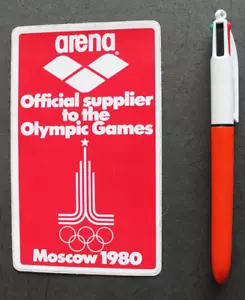 arena
Official supplier
to the
Olympic Games
Moscow 1980